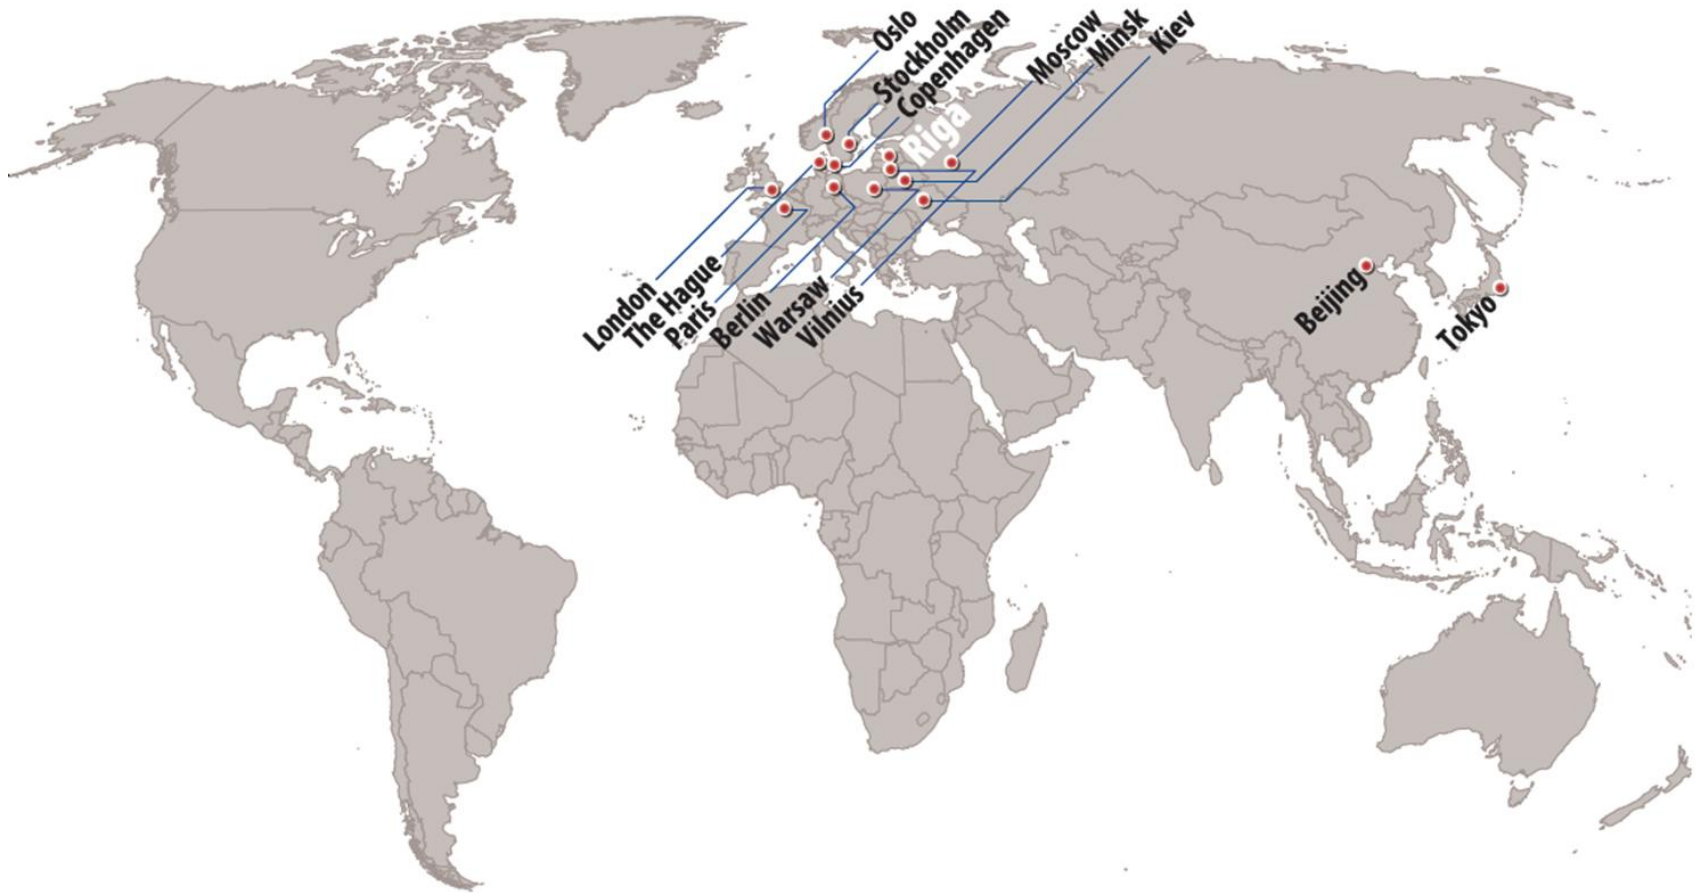 Oslo
Stockholm
Copenhagen
Riga
Moscow
Minsk
Kiev
London
The Hague
Paris
Berlin
Warsaw
Vilnius
Beijing
Tokyo